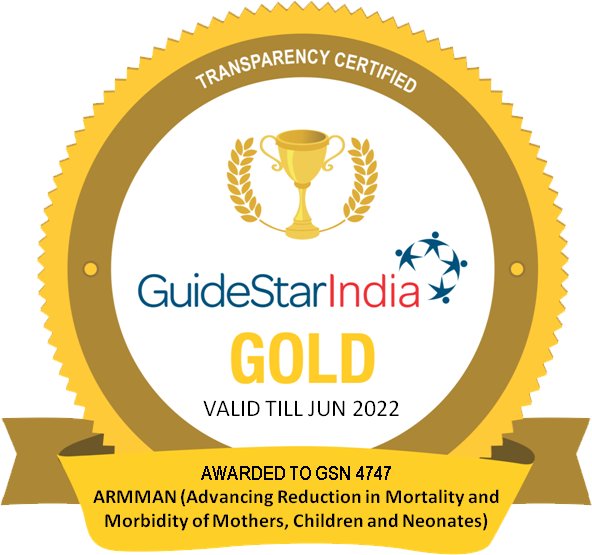 TRANSPARENCY CERTIFIED
GuideStarIndia
GOLD
VALID TILL JUN 2022
AWARDED TO GSN 4747
ARMMAN (Advancing Reduction in Mortality and
Morbidity of Mothers, Children and Neonates)